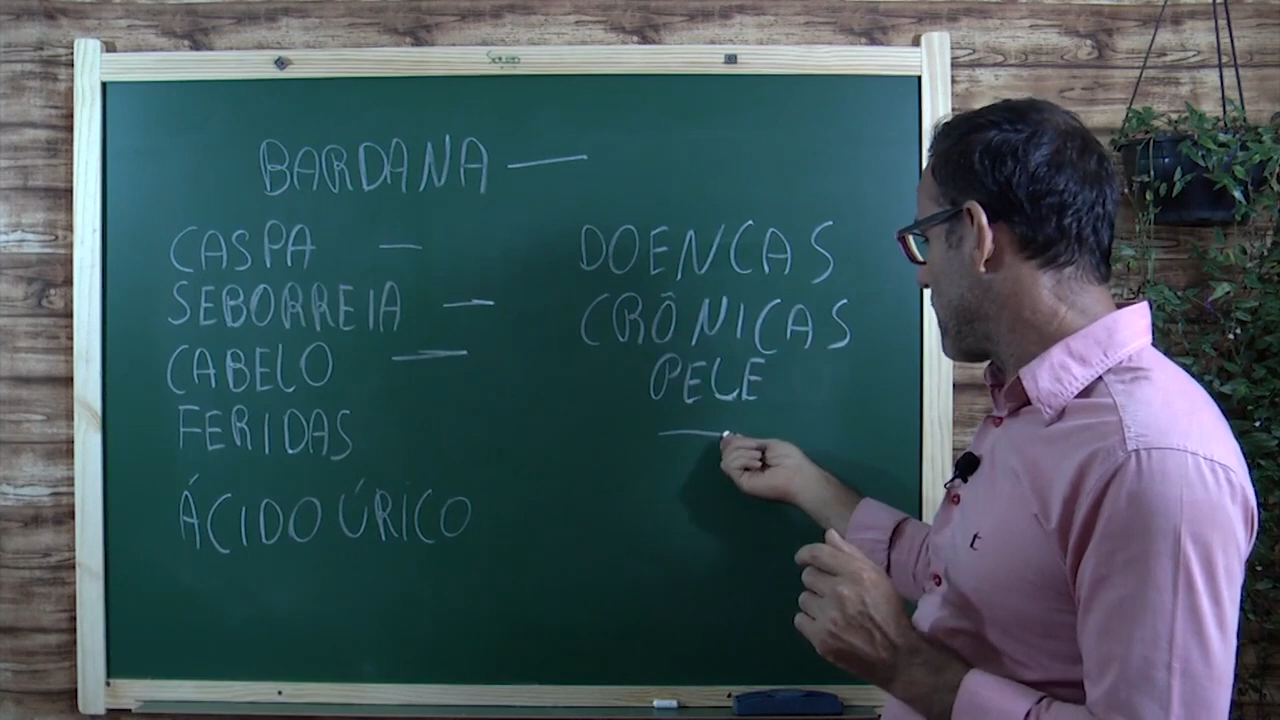 BARDANA —
CASPA —
SEBORREIA —
CABELO —
FERIDAS
ÁCIDO ÚRICO
DOENCAS
CRÔNICAS
PELE
—